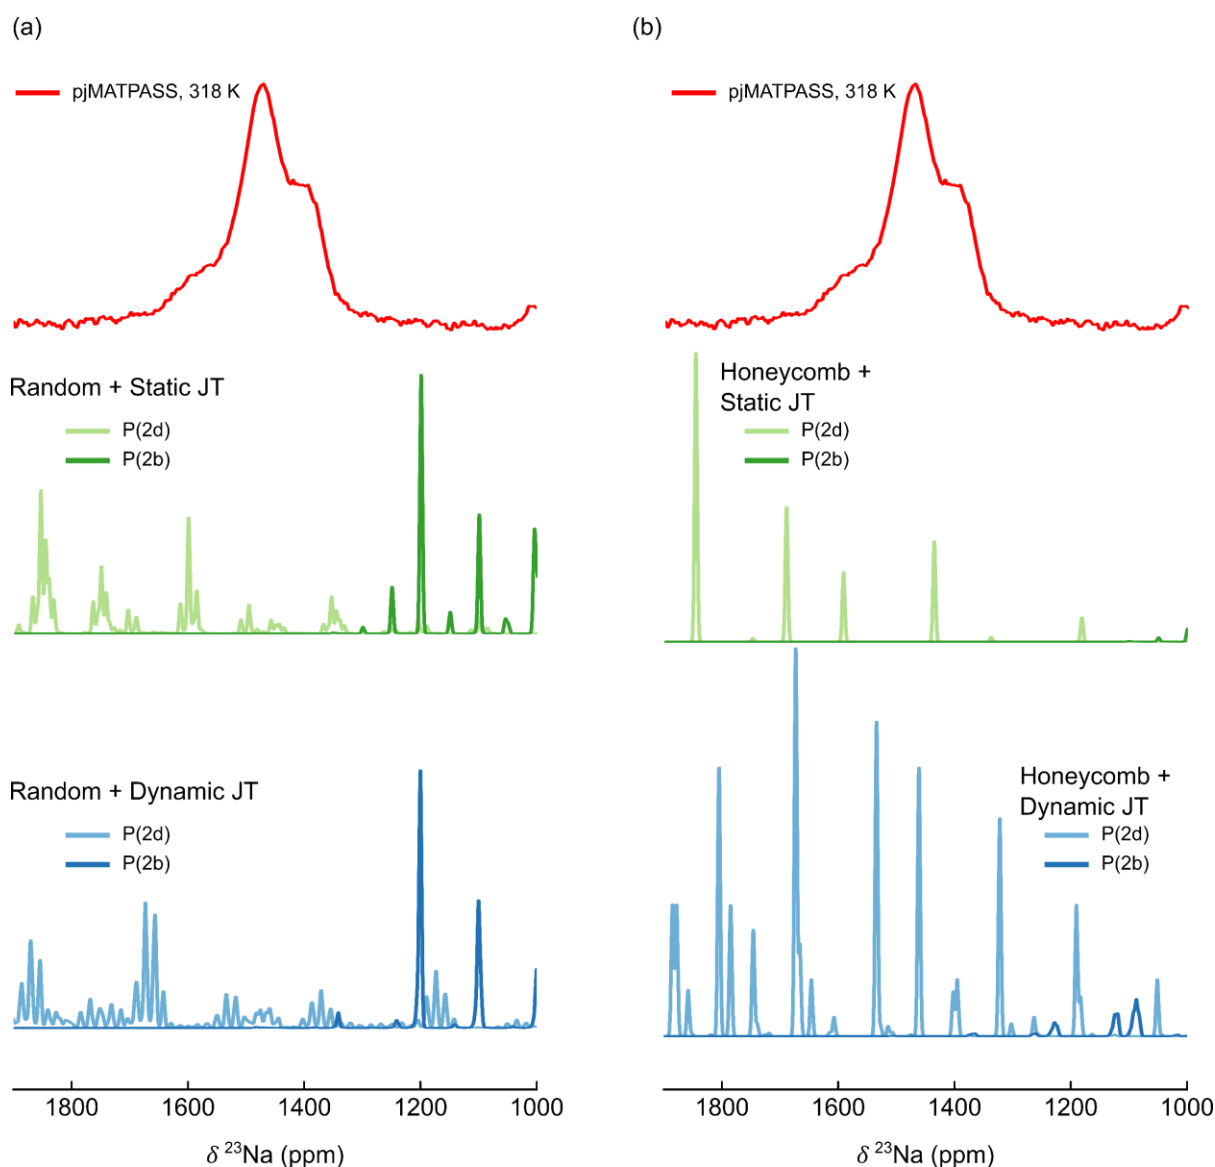 (a)
pjMATPASS, 318 K
Random + Static JT
P(2d)
P(2b)
Random + Dynamic JT
P(2d)
P(2b)
1800 1600 1400 1200 1000
δ ²³Na (ppm)
(b)
pjMATPASS, 318 K
Honeycomb +
Static JT
P(2d)
P(2b)
Honeycomb +
Dynamic JT
P(2d)
P(2b)
1800 1600 1400 1200 1000
δ ²³Na (ppm)